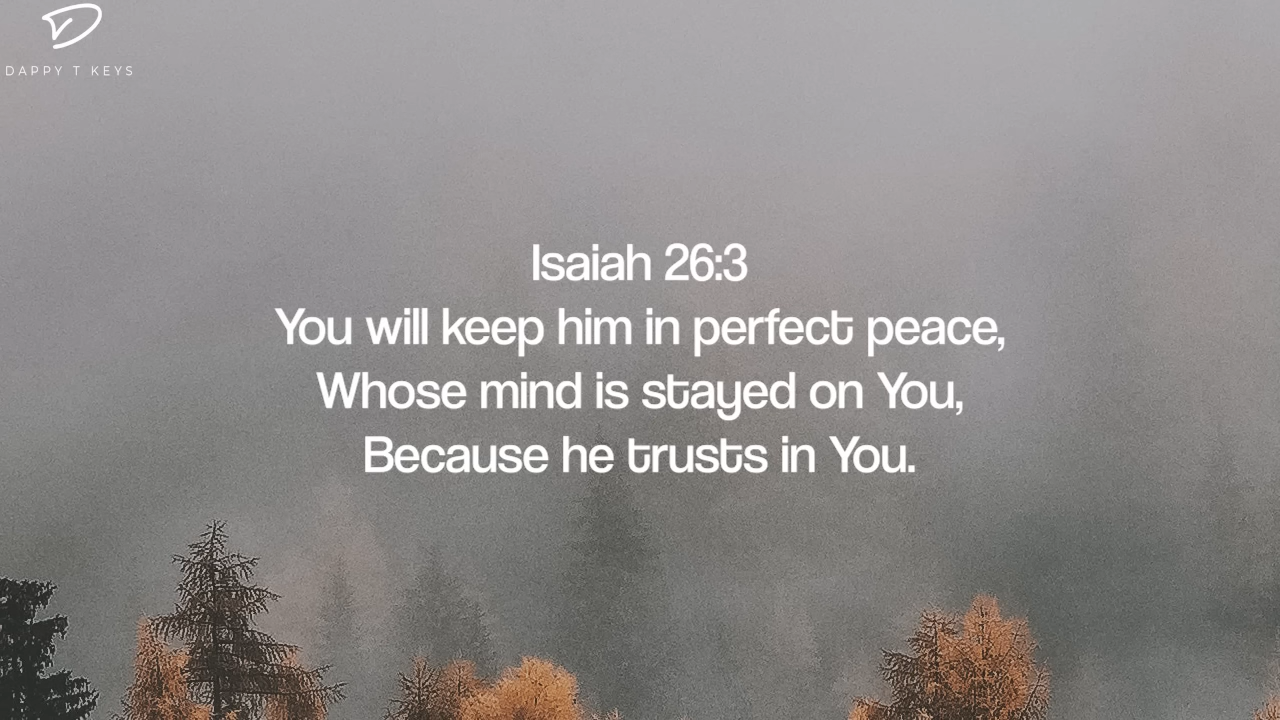 DAPPY T KEYS
Isaiah 26:3
You will keep him in perfect peace,
Whose mind is stayed on You,
Because he trusts in You.